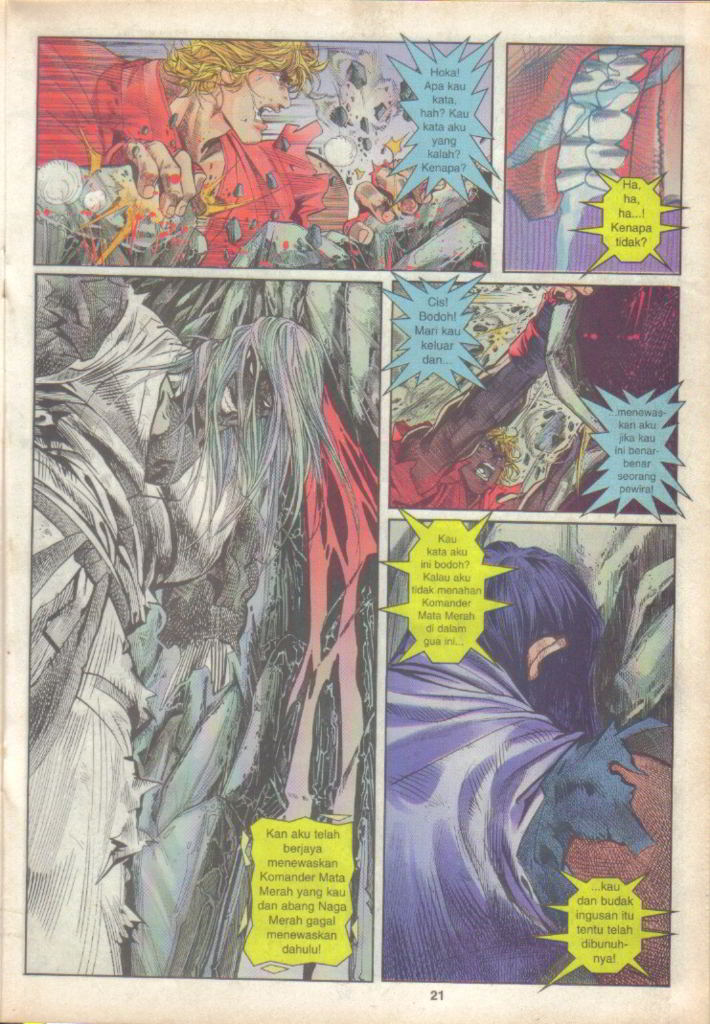 Hoka!
Apa kau
kata,
hah? Kau
kata aku
yang
kalah?
Kenapa?
Ha,
ha,
ha...!
Kenapa
tidak?
Kan aku telah
berjaya
menewaskan
Komander Mata
Merah yang kau
dan abang Naga
Merah gagal
menewaskan
dahulu!
Cis!
Bodoh!
Mari kau
keluar
dan...
...menewas-
kan aku
jika kau
ini benar-
benar
seorang
pewira!
Kau
kata aku
ini bodoh?
Kalau aku
tidak menahan
Komander
Mata Merah
di dalam
gua ini...
...kau
dan budak
ingusan itu
tentu telah
dibunuh-
nya!
21